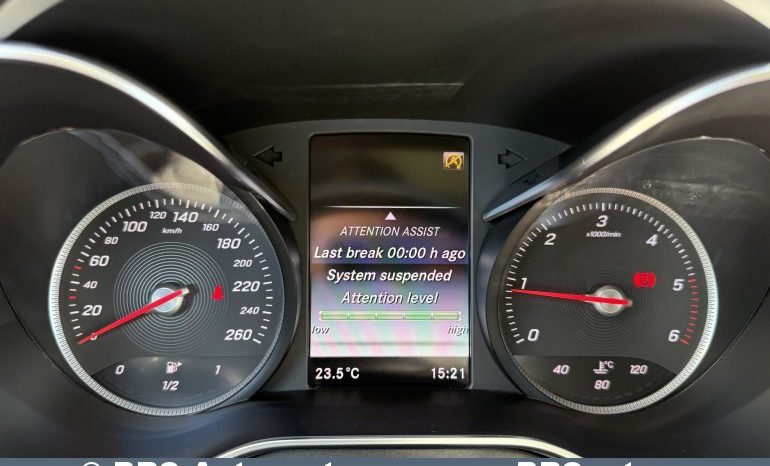 ATTENTION ASSIST
Last break 00:00 h ago
System suspended
Attention level
low high
23.5°C 15:21
0 20 60 80 100 120 140 160 180 200 220 240 260
km/h
0 1/2 1
0 1 2 3 4 5 6
x1000/min
40 80 120
°C